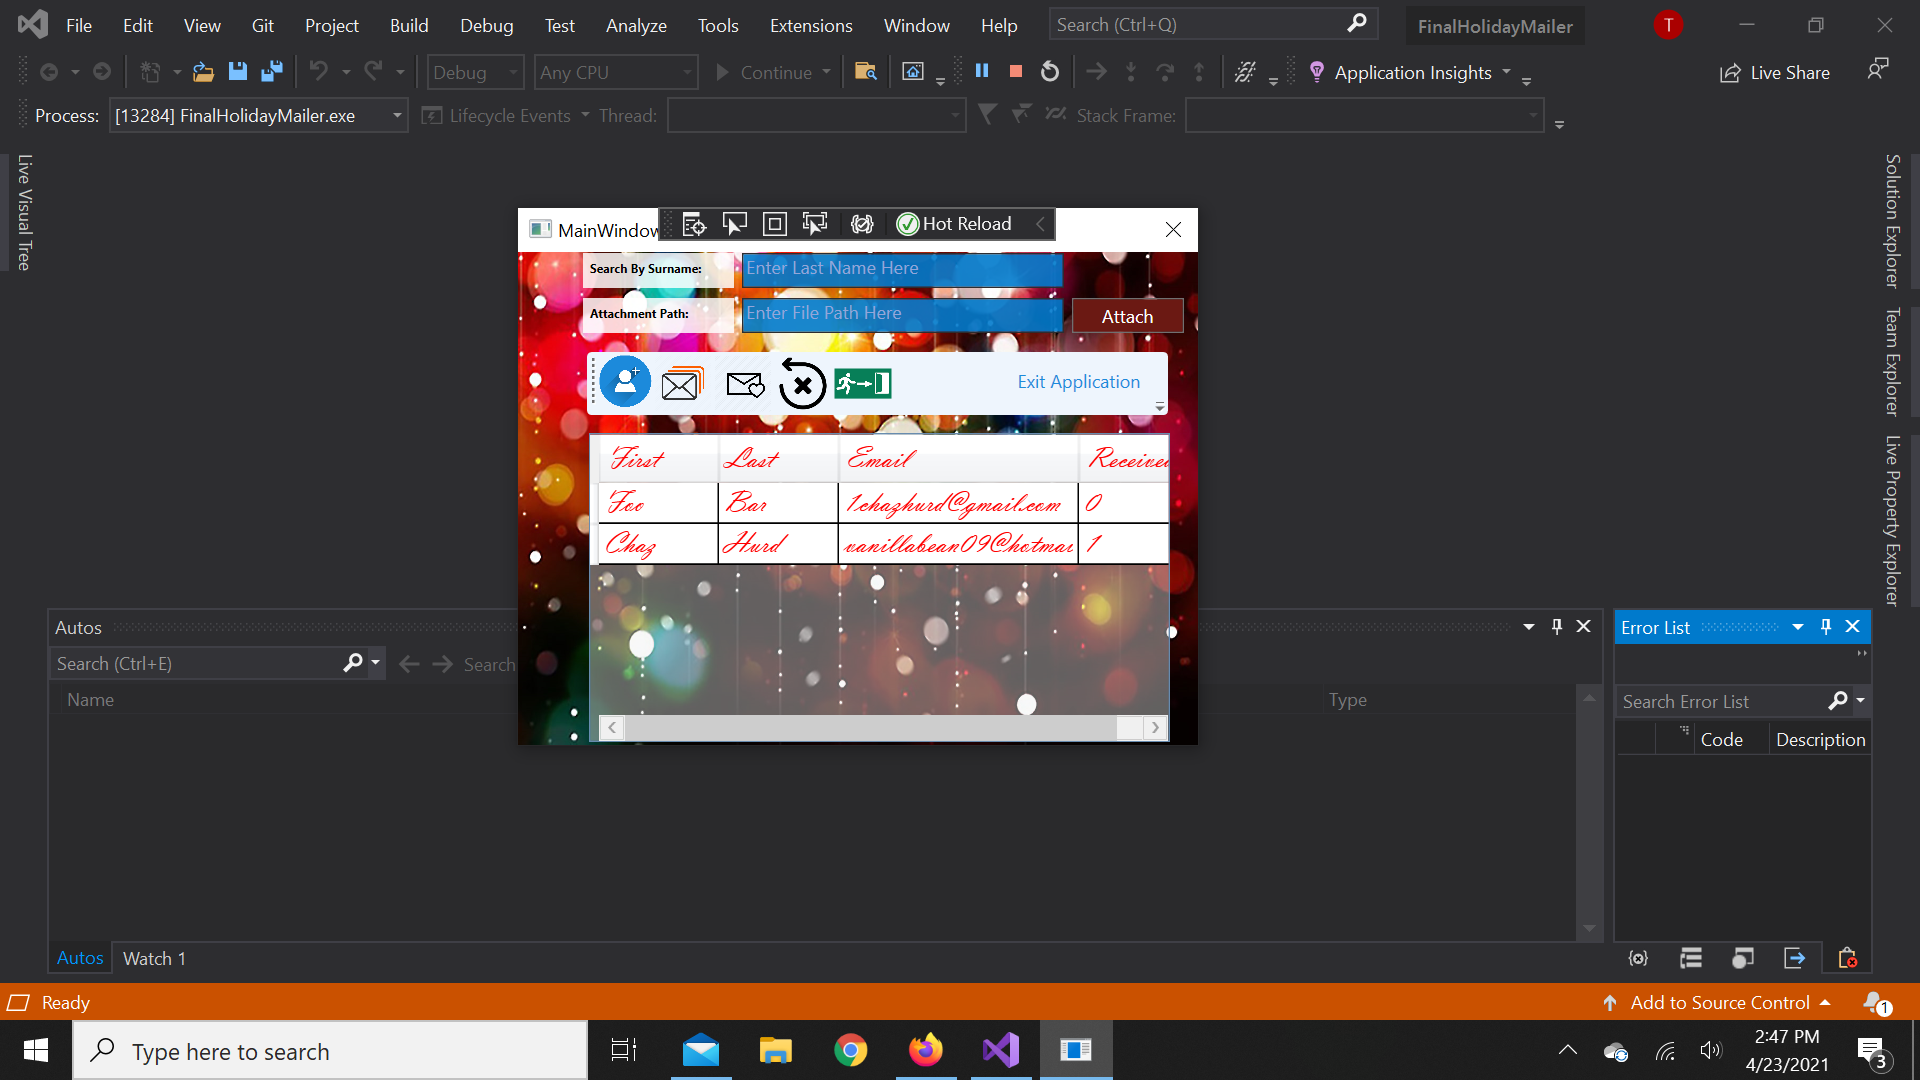 File Edit View Git Project Build Debug Test Analyze Tools Extensions Window Help Search (Ctrl+Q) FinalHolidayMailer T
Debug Any CPU Continue Application Insights Live Share
Process: [13284] FinalHolidayMailer.exe Lifecycle Events Thread: Stack Frame:
Live Visual Tree
Solution Explorer
Team Explorer
Live Property Explorer
MainWindow Hot Reload
Search By Surname: Enter Last Name Here
Attachment Path: Enter File Path Here Attach
Exit Application
First Last Email Received
Foo Bar 1chazhurd@gmail.com 0
Chaz Hurd vanillabean09@hotmai 1
Autos
Search (Ctrl+E) Search
Name Type
Error List
Search Error List
Code Description
Autos Watch 1
Ready Add to Source Control 1
Type here to search
2:47 PM
4/23/2021
3